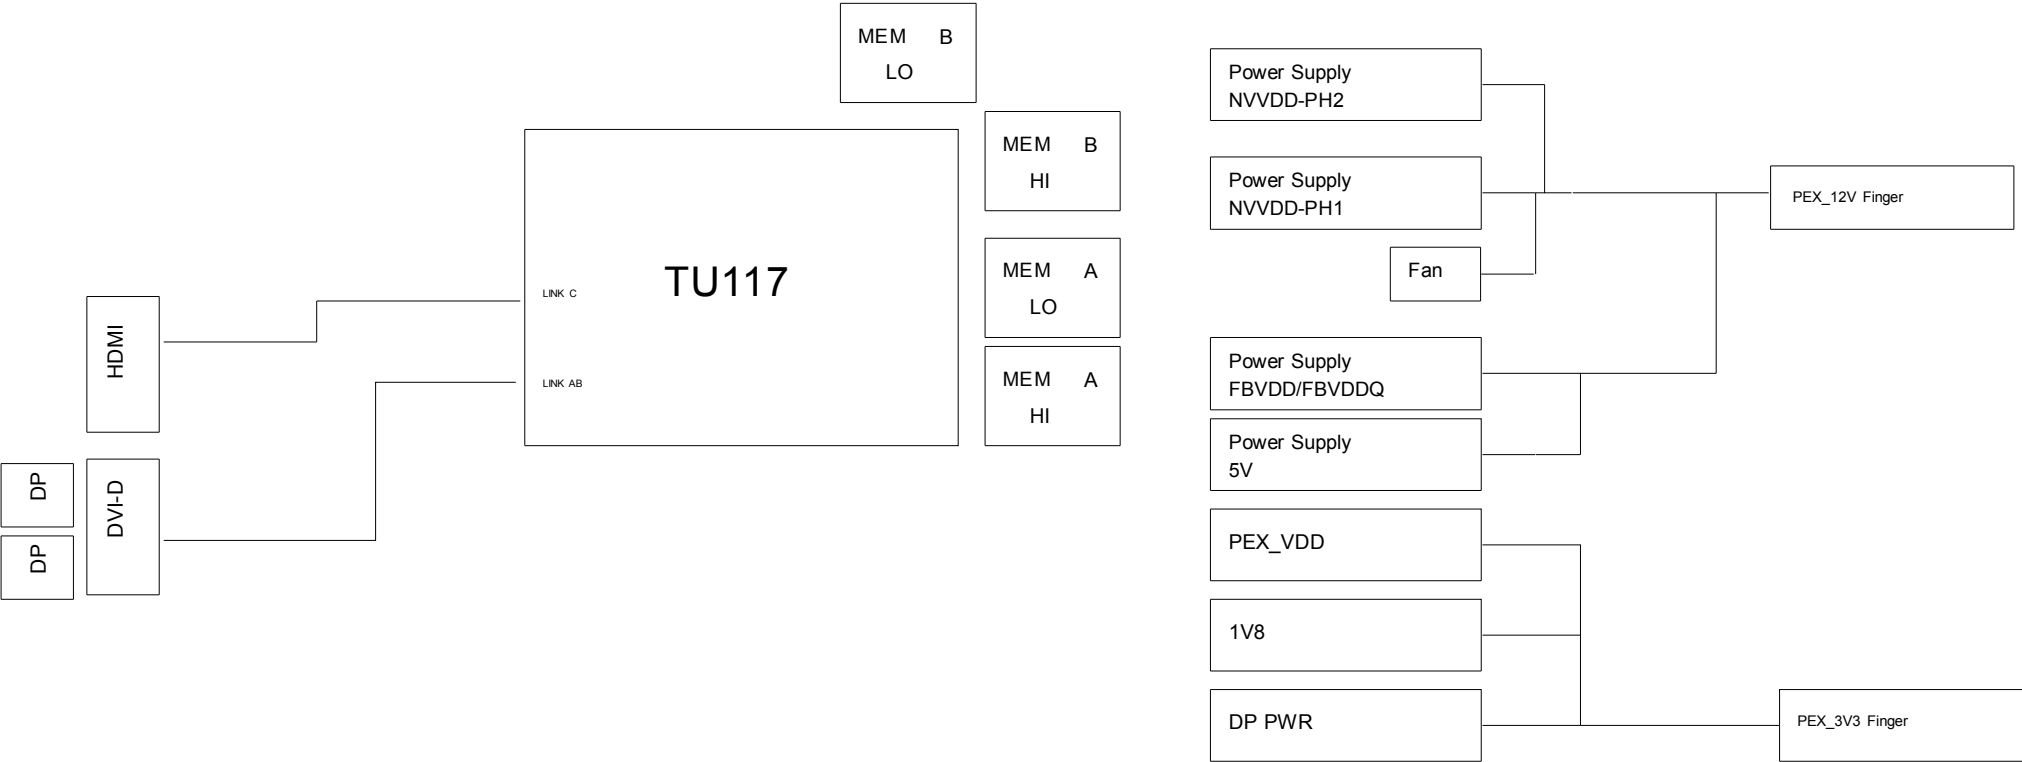 MEM B
LO
MEM B
HI
MEM A
LO
MEM A
HI
TU117
LINK C
LINK AB
HDMI
DVI-D
DP
DP
Power Supply
NVVDD-PH2
Power Supply
NVVDD-PH1
Fan
Power Supply
FBVDD/FBVDDQ
Power Supply
5V
PEX_VDD
1V8
DP PWR
PEX_12V Finger
PEX_3V3 Finger